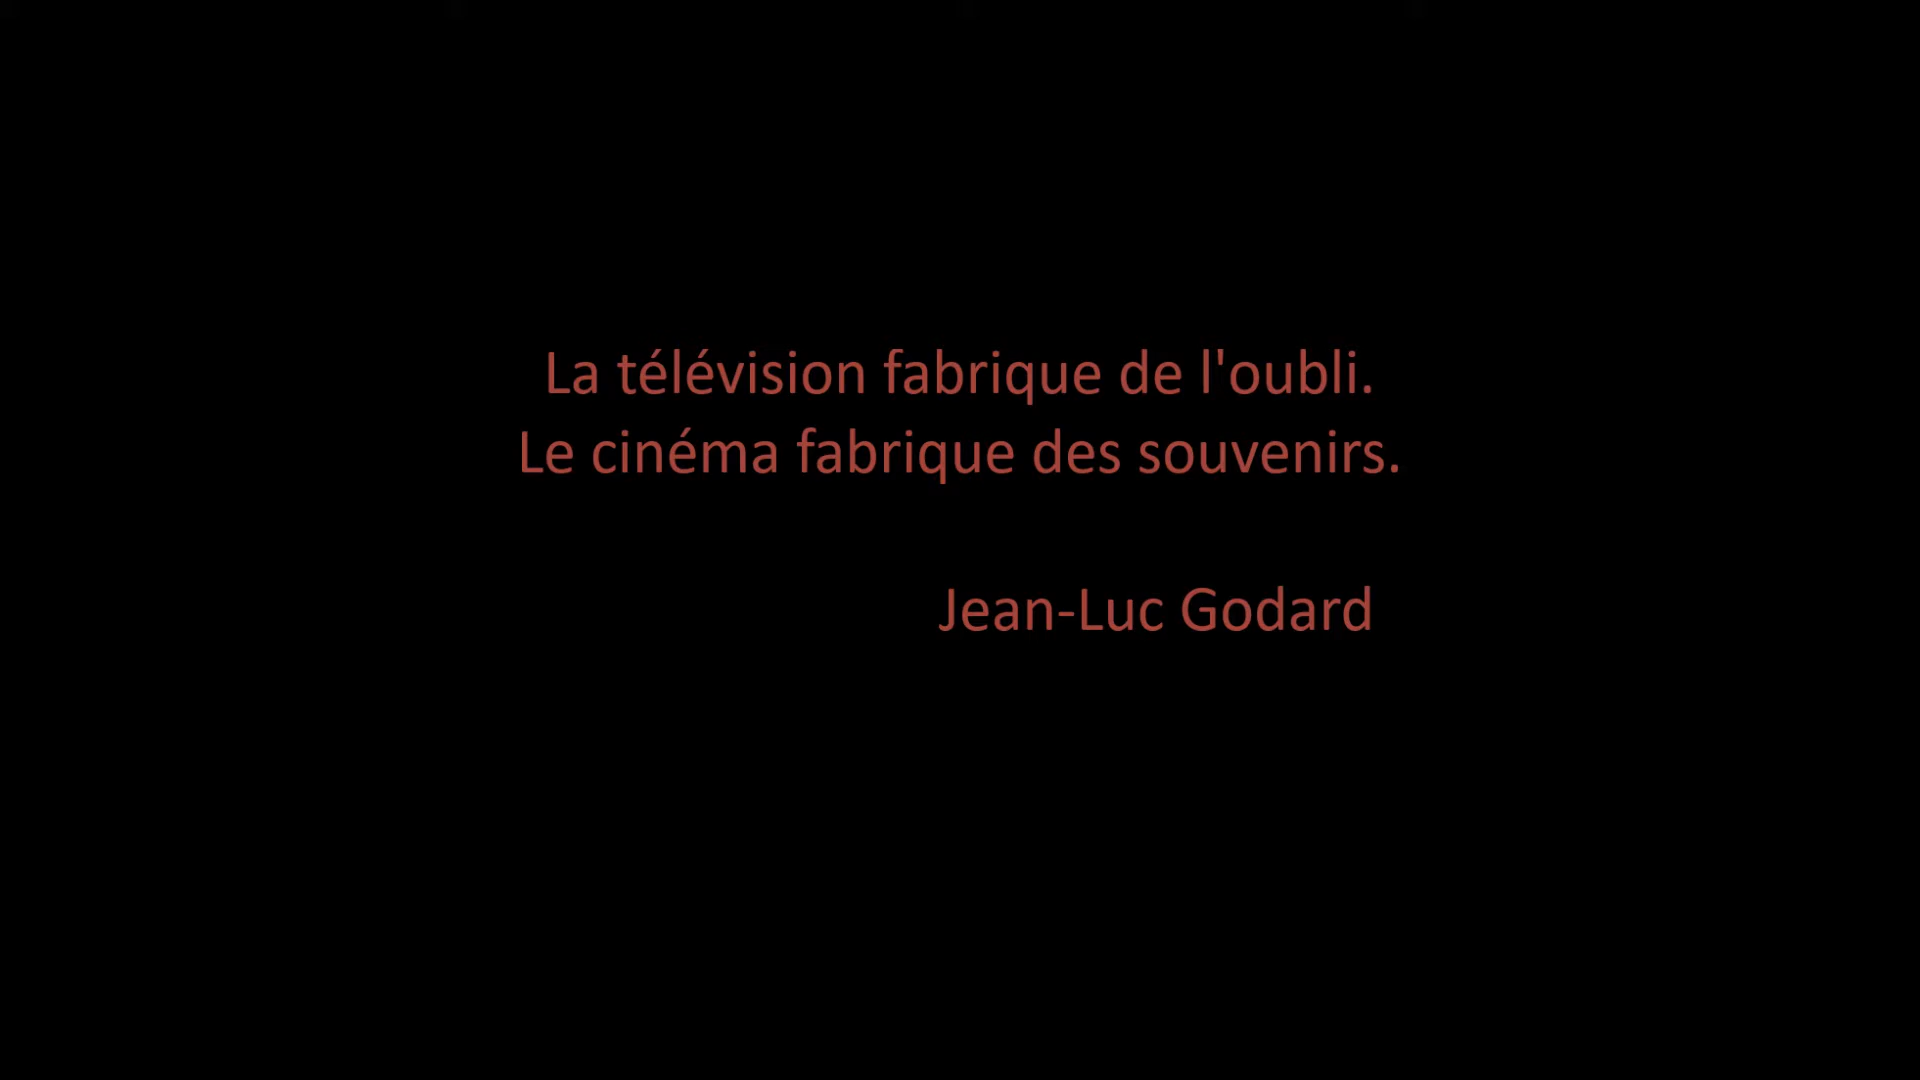 La télévision fabrique de l'oubli.
Le cinéma fabrique des souvenirs.
Jean-Luc Godard